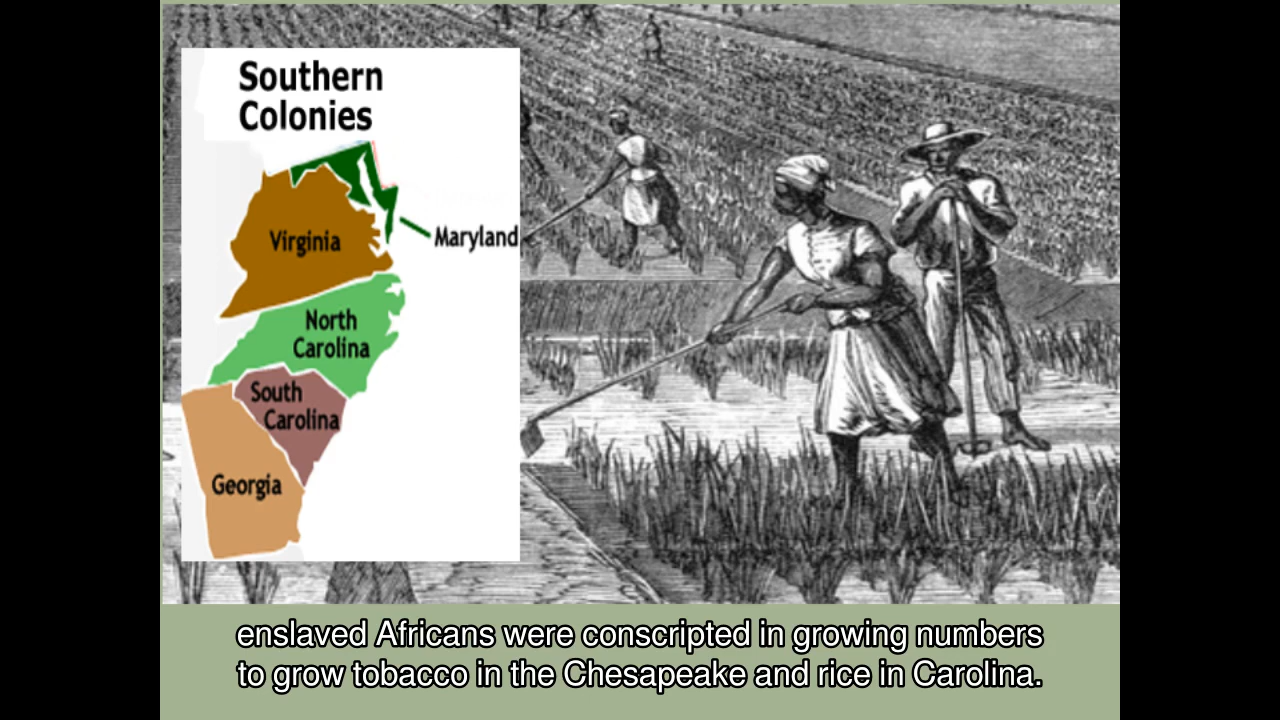 Southern
Colonies
Virginia
Maryland
North
Carolina
South
Carolina
Georgia
enslaved Africans were conscripted in growing numbers
to grow tobacco in the Chesapeake and rice in Carolina.